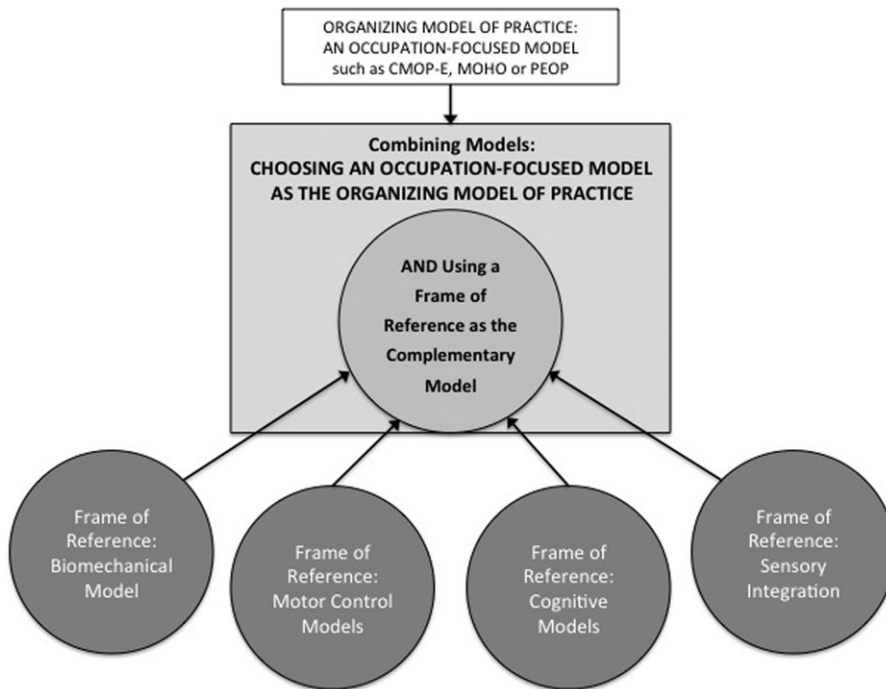 ORGANIZING MODEL OF PRACTICE:
AN OCCUPATION-FOCUSED MODEL
such as CMOP-E, MOHO or PEOP
Combining Models:
CHOOSING AN OCCUPATION-FOCUSED MODEL
AS THE ORGANIZING MODEL OF PRACTICE
AND Using a
Frame of
Reference as the
Complementary
Model
Frame of
Reference:
Biomechanical
Model
Frame of
Reference:
Motor Control
Models
Frame of
Reference:
Cognitive
Models
Frame of
Reference:
Sensory
Integration